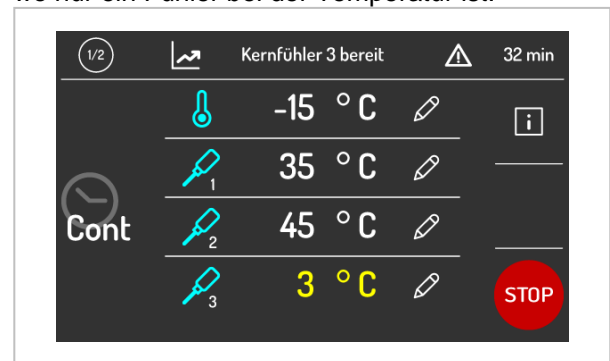 1/2
Kernfühler 3 bereit
32 min
-15 °C
i
1
35 °C
Cont
2
45 °C
3
3 °C
STOP